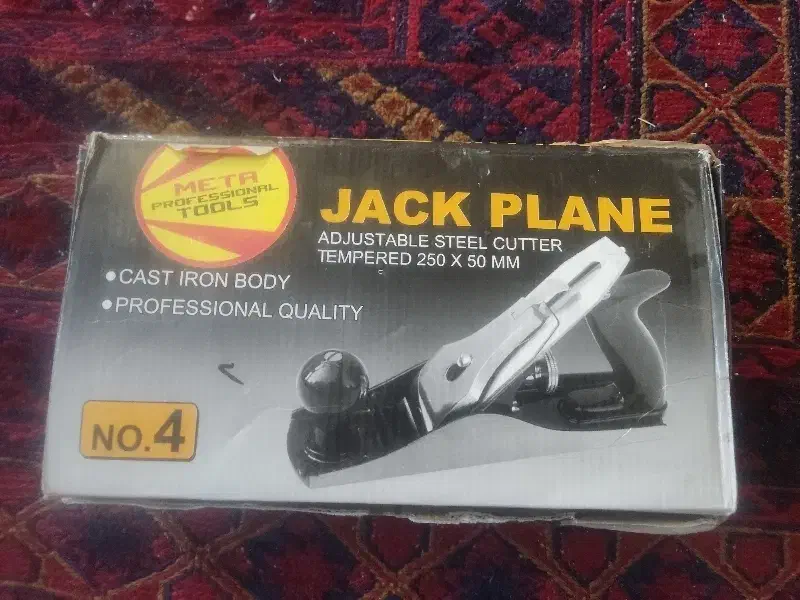 META
PROFESSIONAL
TOOLS
JACK PLANE
ADJUSTABLE STEEL CUTTER
TEMPERED 250 X 50 MM
•CAST IRON BODY
•PROFESSIONAL QUALITY
NO.4